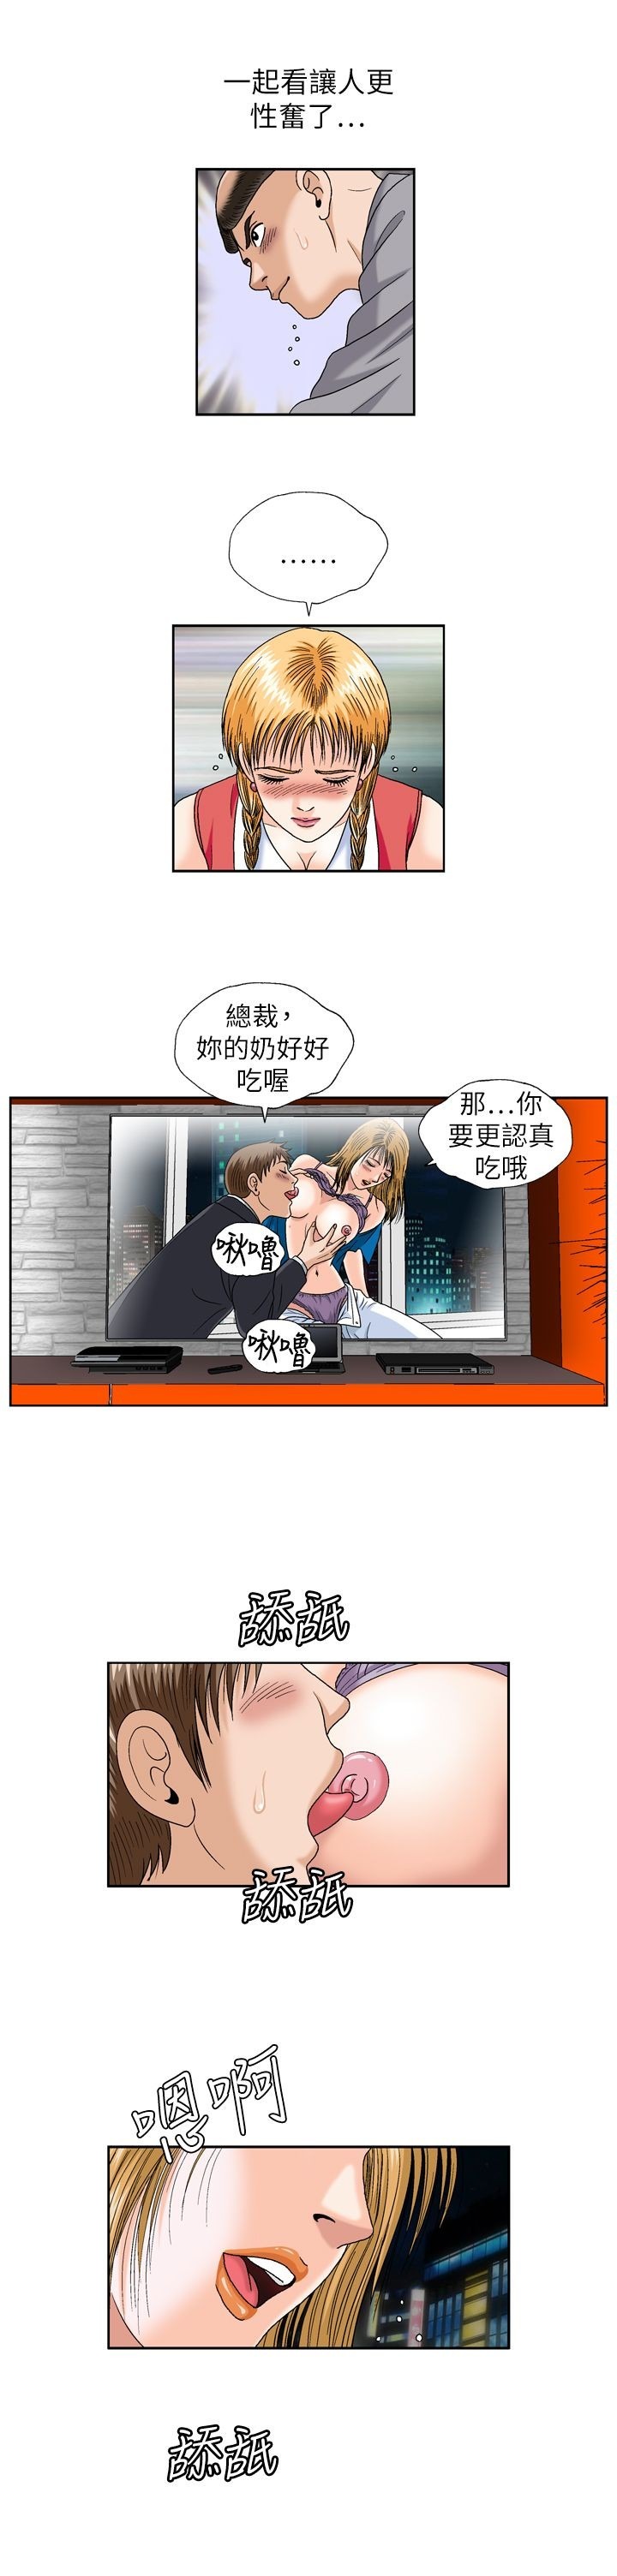 一起看讓人更
性奮了...
......
總裁，
妳的奶好好
吃喔
那...你
要更認真
吃哦
啾嚕
啾嚕
舔舐
舔舐
嗯啊
舔舐